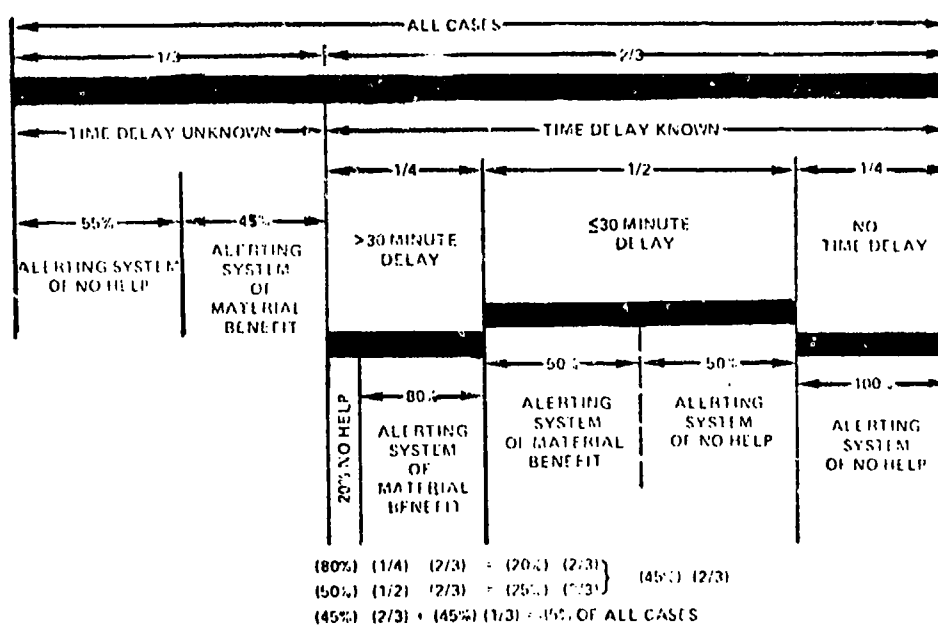 ALL CASES
1/3
2/3
TIME DELAY UNKNOWN
TIME DELAY KNOWN
1/4
1/2
1/4
55%
45%
ALERTING SYSTEM
OF NO HELP
ALERTING
SYSTEM
OF
MATERIAL
BENEFIT
>30 MINUTE
DELAY
≤30 MINUTE
DELAY
NO
TIME DELAY
20% NO HELP
80%
ALERTING
SYSTEM
OF
MATERIAL
BENEFIT
50%
ALERTING
SYSTEM
OF MATERIAL
BENEFIT
50%
ALERTING
SYSTEM
OF NO HELP
100%
ALERTING
SYSTEM
OF NO HELP
(80%) (1/4) (2/3) = (20%) (2/3)
(50%) (1/2) (2/3) = (25%) (2/3)
(45%) (2/3)
(45%) (2/3) + (45%) (1/3) = 45% OF ALL CASES